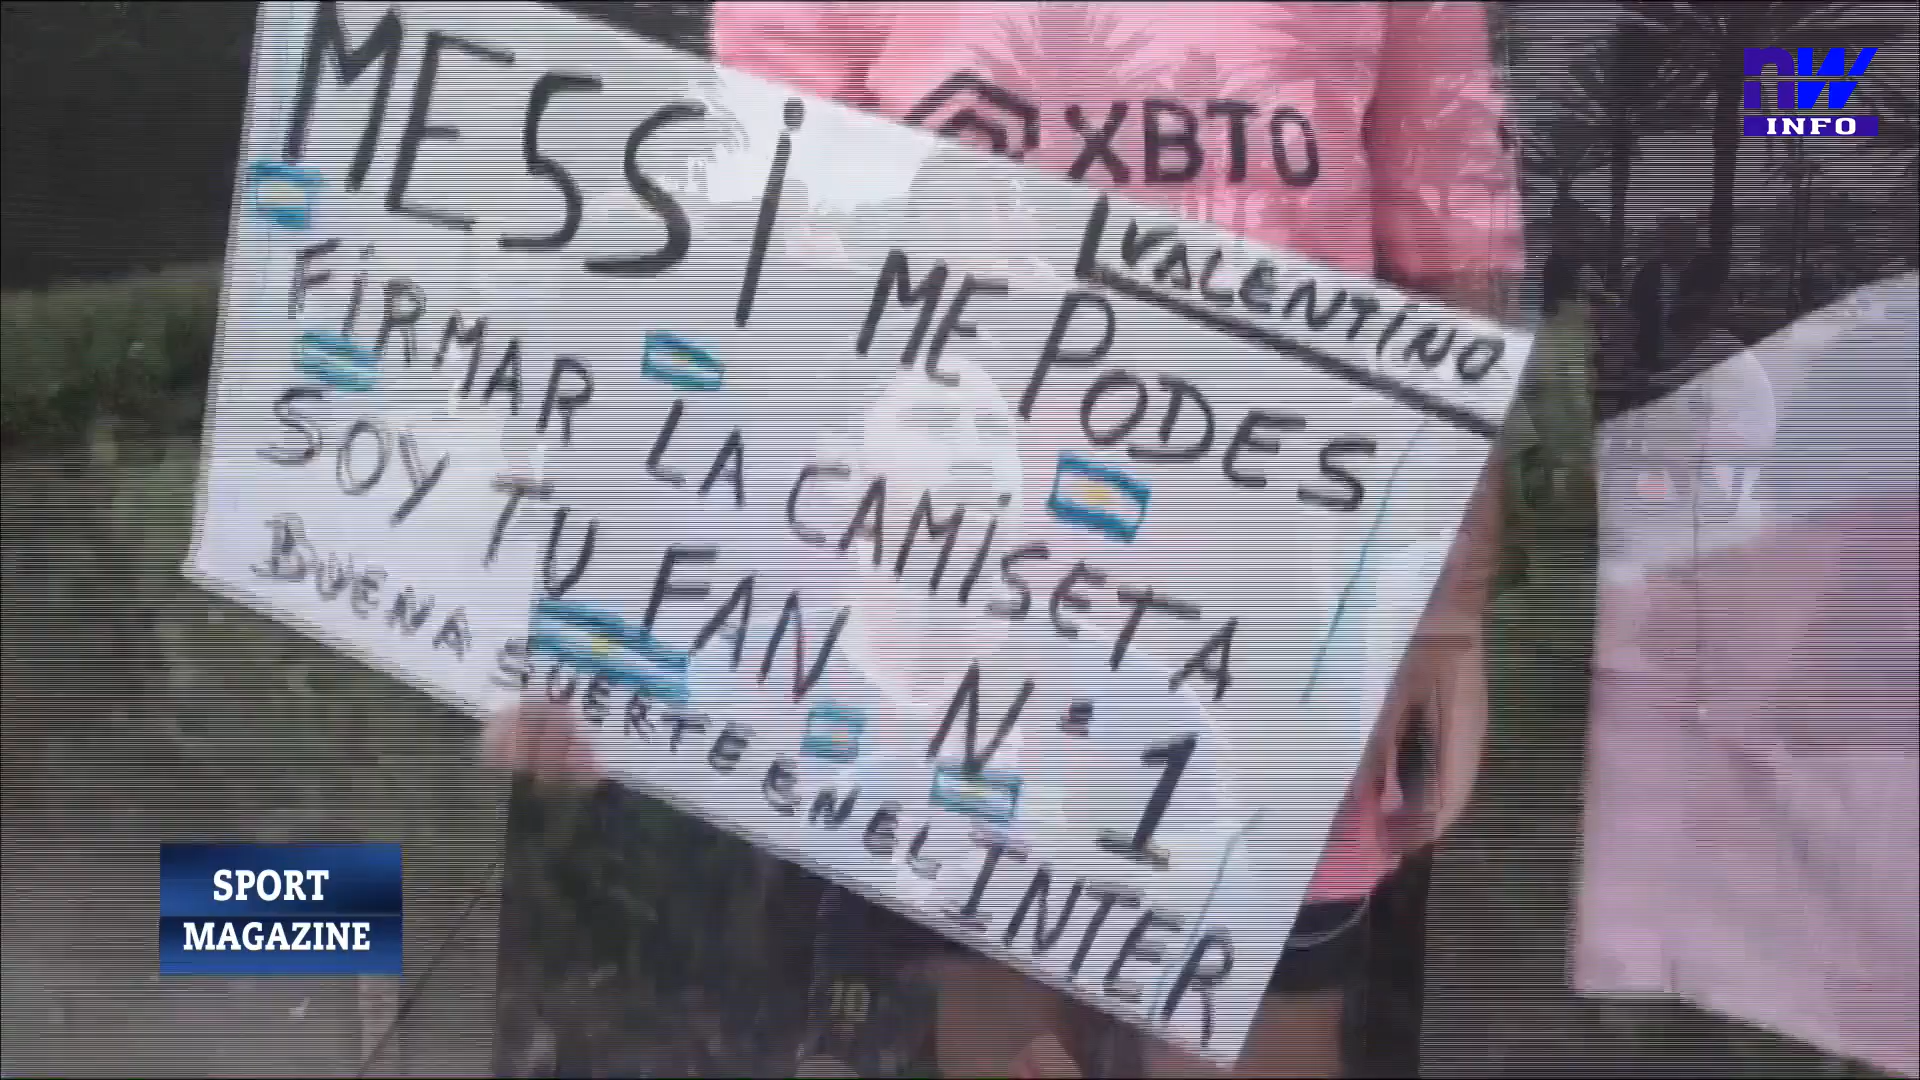 MESSI ME PODES
VALENTINO
FiRMAR LA CAMiSETA
SOY TU FAN N:1
BUENA SUERTE EN EL INTER
XBTO
10
nw
INFO
SPORT
MAGAZINE